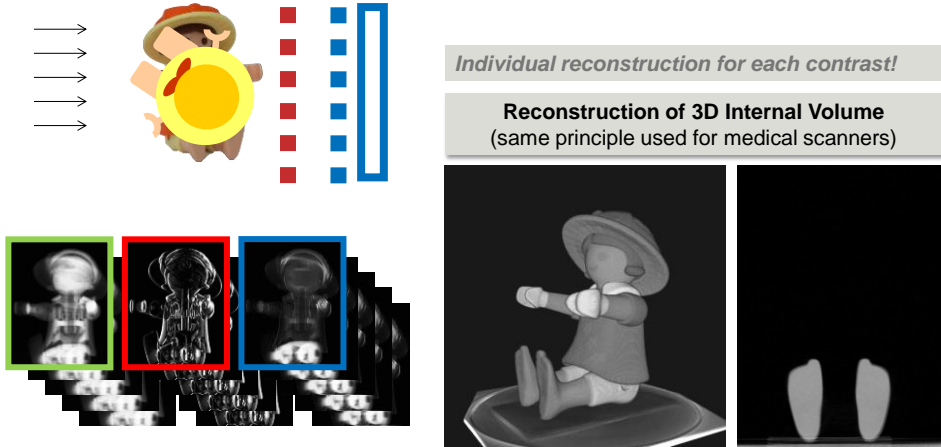 Individual reconstruction for each contrast!
Reconstruction of 3D Internal Volume
(same principle used for medical scanners)